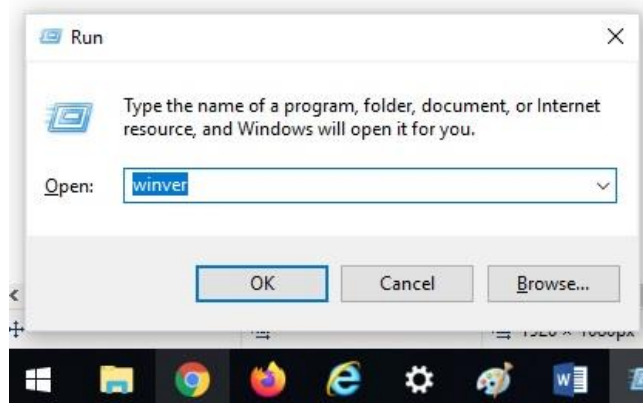 Run
Type the name of a program, folder, document, or Internet
resource, and Windows will open it for you.
Open: winver
OK Cancel Browse...